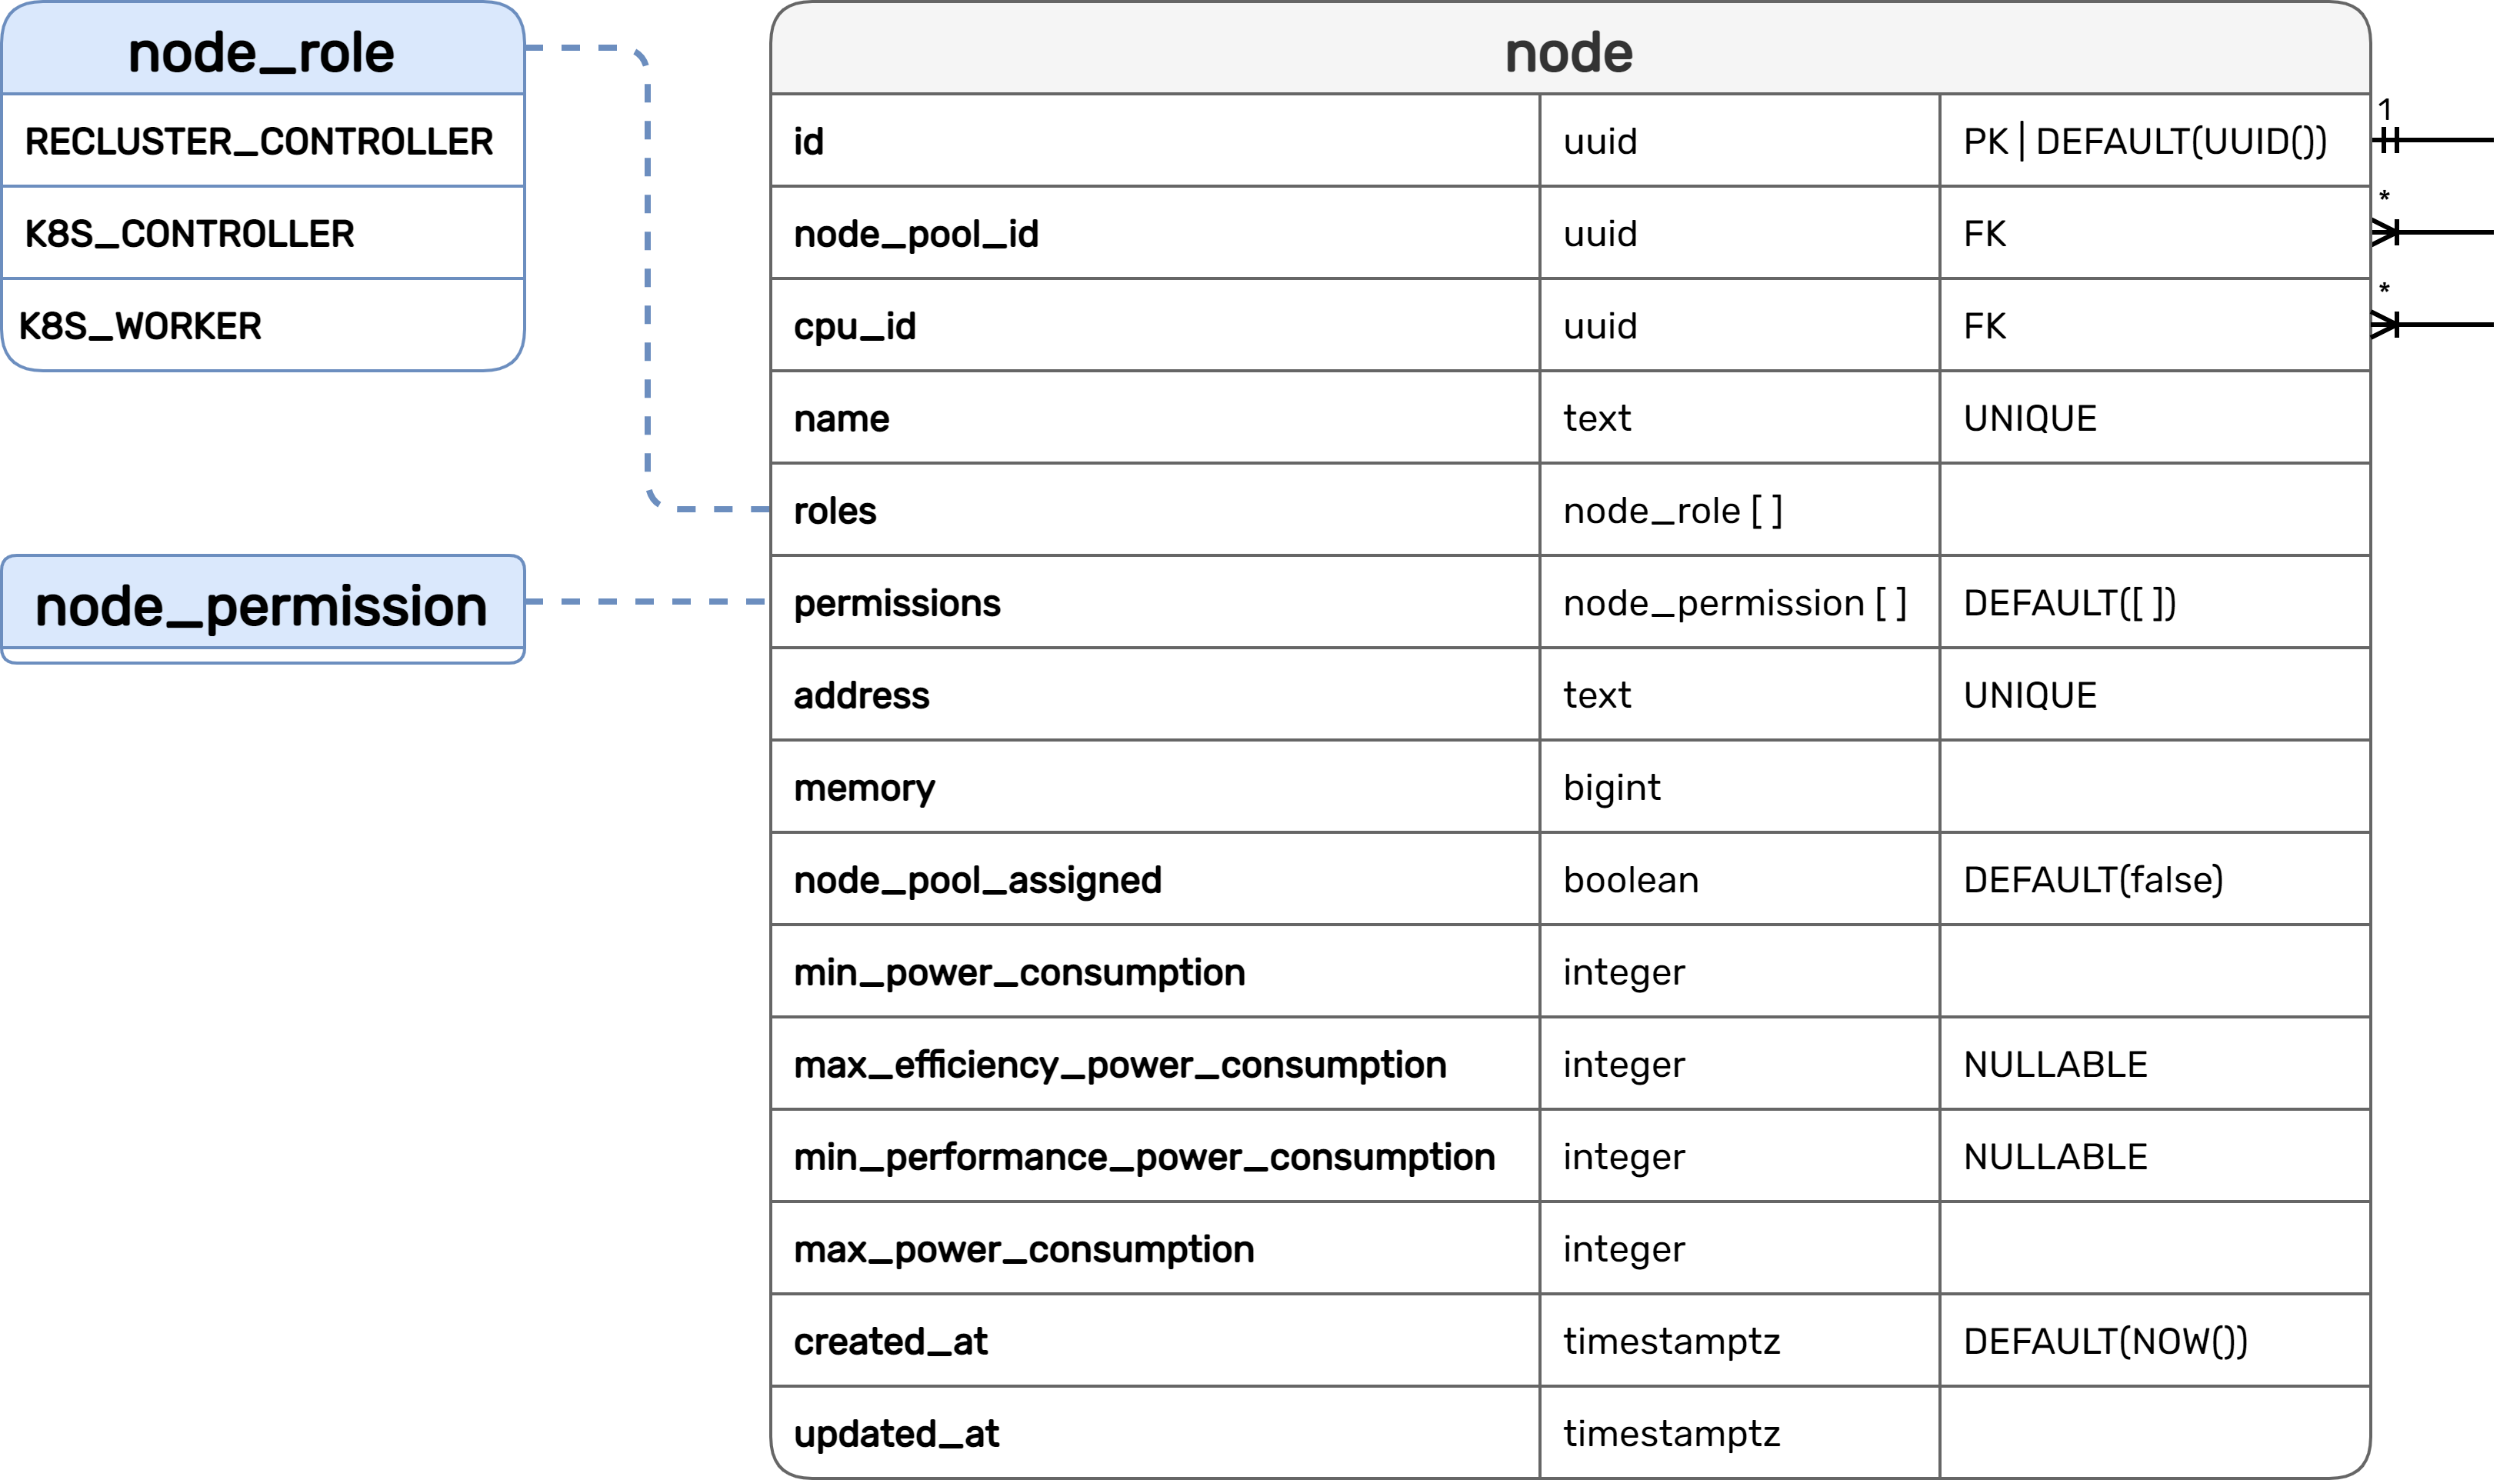 node_role
RECLUSTER_CONTROLLER
K8S_CONTROLLER
K8S_WORKER
node_permission
node
id uuid PK | DEFAULT(UUID()) 1
node_pool_id uuid FK *
cpu_id uuid FK *
name text UNIQUE
roles node_role [ ]
permissions node_permission [ ] DEFAULT([ ])
address text UNIQUE
memory bigint
node_pool_assigned boolean DEFAULT(false)
min_power_consumption integer
max_efficiency_power_consumption integer NULLABLE
min_performance_power_consumption integer NULLABLE
max_power_consumption integer
created_at timestamptz DEFAULT(NOW())
updated_at timestamptz